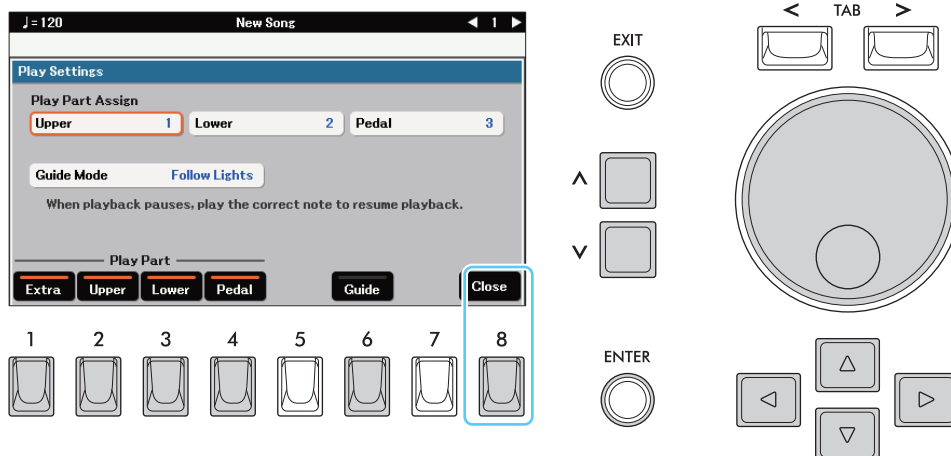 ♩=120 New Song ◀ 1 ▶
Play Settings
Play Part Assign
Upper 1 Lower 2 Pedal 3
Guide Mode Follow Lights
When playback pauses, play the correct note to resume playback.
Play Part
Extra Upper Lower Pedal Guide Close
1 2 3 4 5 6 7 8
< TAB >
EXIT
∧
∨
ENTER